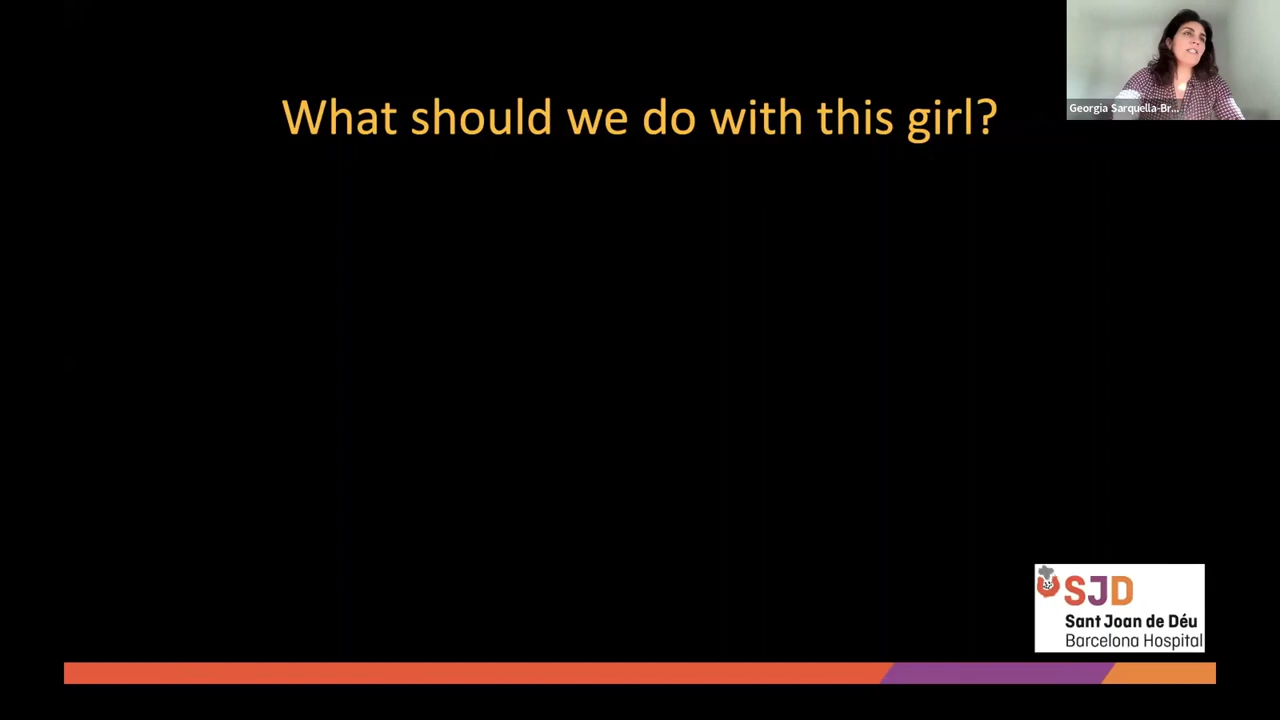 What should we do with this girl?
Georgia Sarquella-Br...
SJD
Sant Joan de Déu
Barcelona Hospital